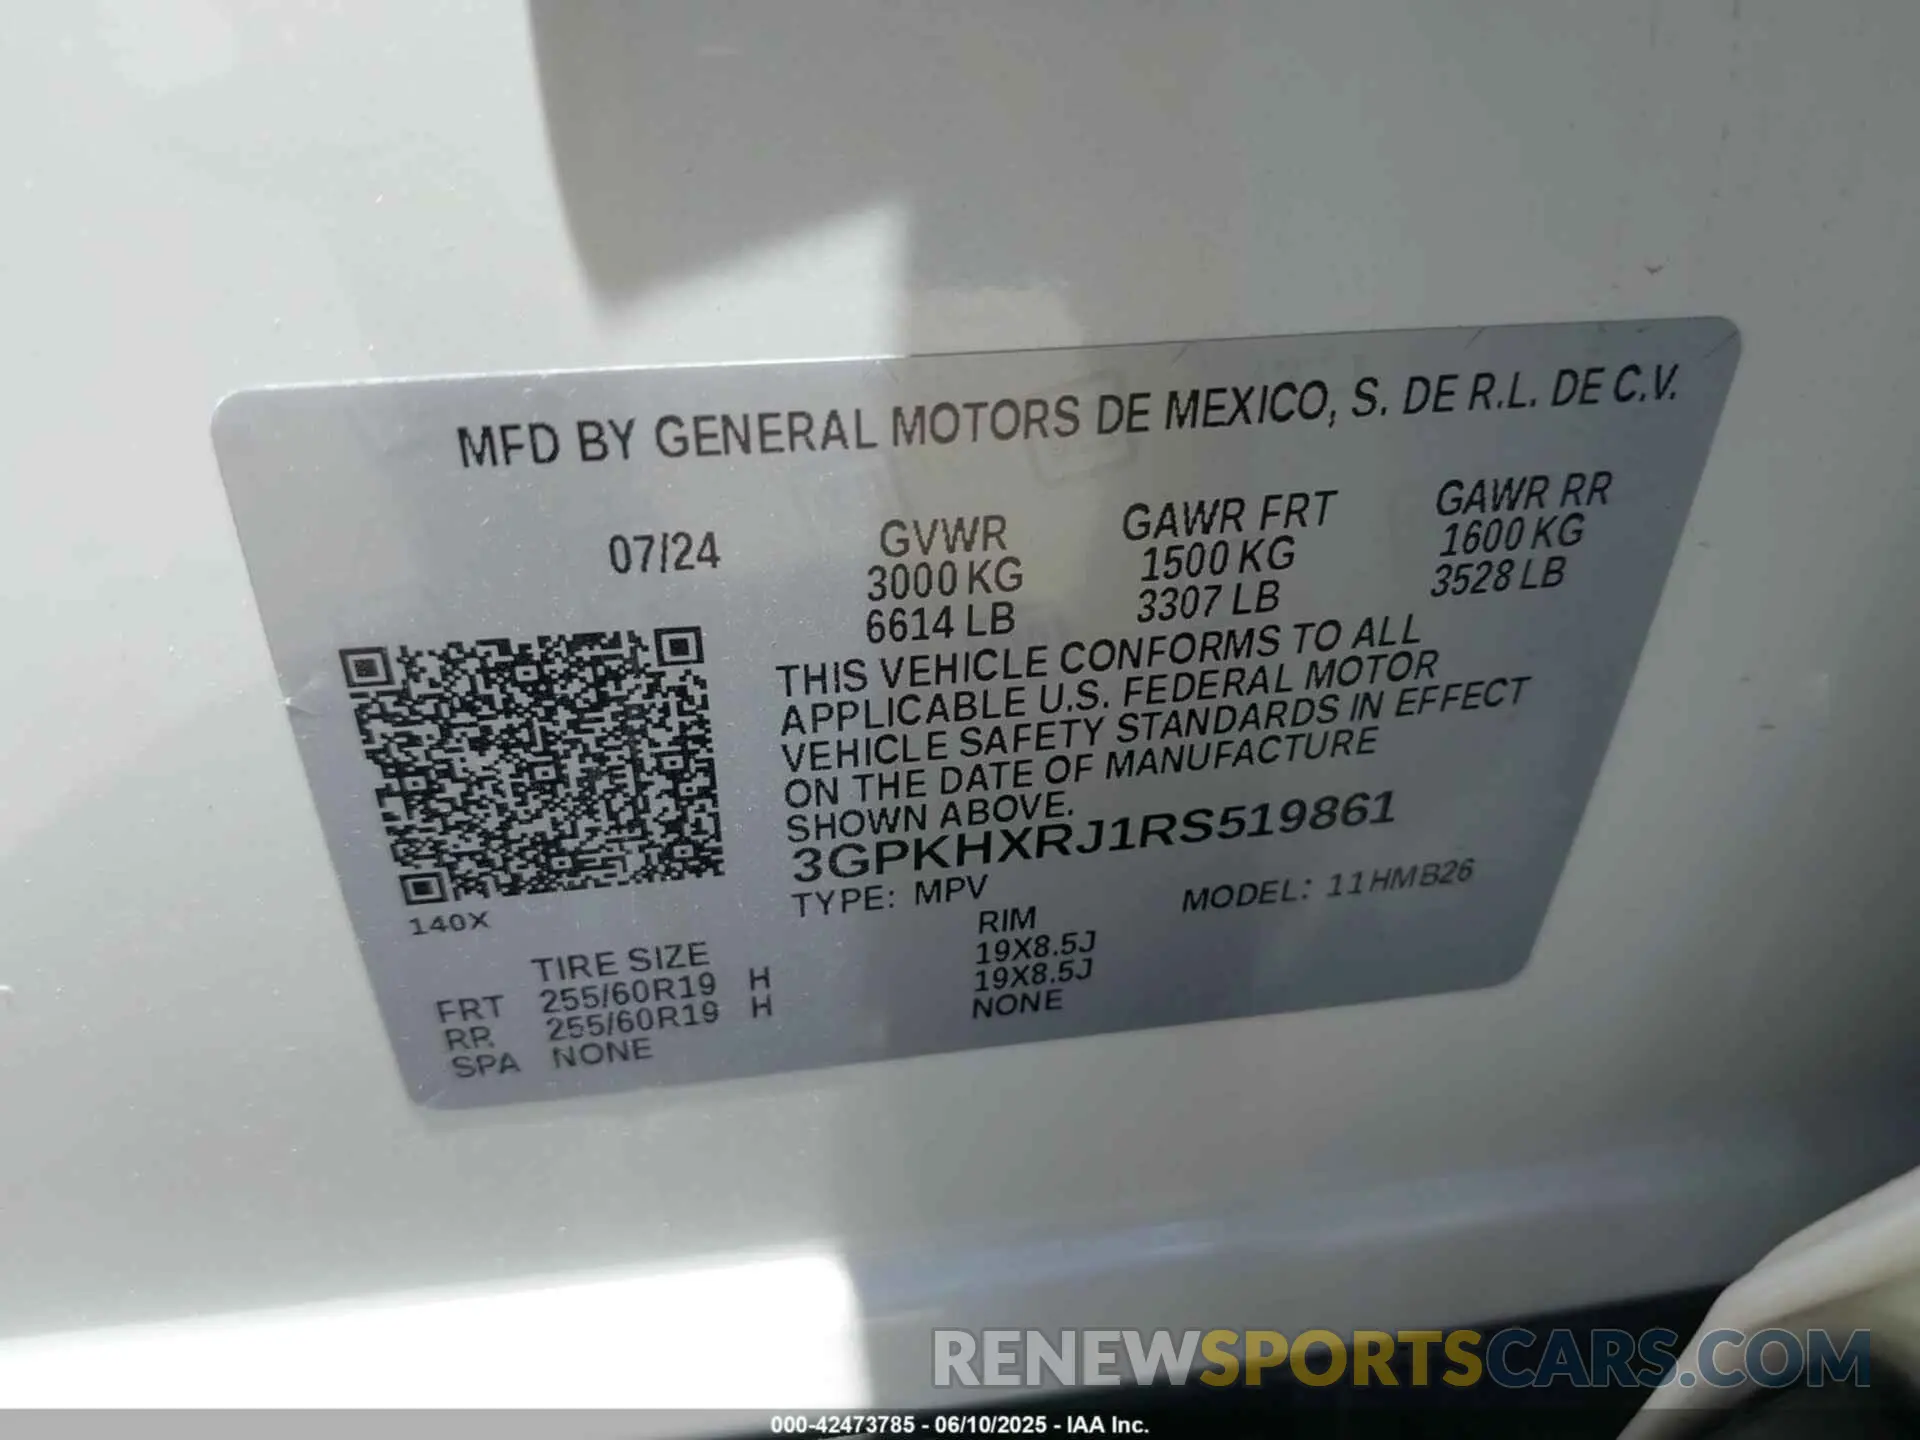 MFD BY GENERAL MOTORS DE MEXICO, S. DE R.L. DE C.V.
07/24 GVWR GAWR FRT GAWR RR
3000 KG 1500 KG 1600 KG
6614 LB 3307 LB 3528 LB
THIS VEHICLE CONFORMS TO ALL
APPLICABLE U.S. FEDERAL MOTOR
VEHICLE SAFETY STANDARDS IN EFFECT
ON THE DATE OF MANUFACTURE
SHOWN ABOVE.
3GPKHXRJ1RS519861
TYPE: MPV MODEL: 11HMB26
140X
TIRE SIZE RIM
FRT 255/60R19 H 19X8.5J
RR 255/60R19 H 19X8.5J
SPA NONE NONE
RENEWSPORTSCARS.COM
000-42473785 - 06/10/2025 - IAA Inc.